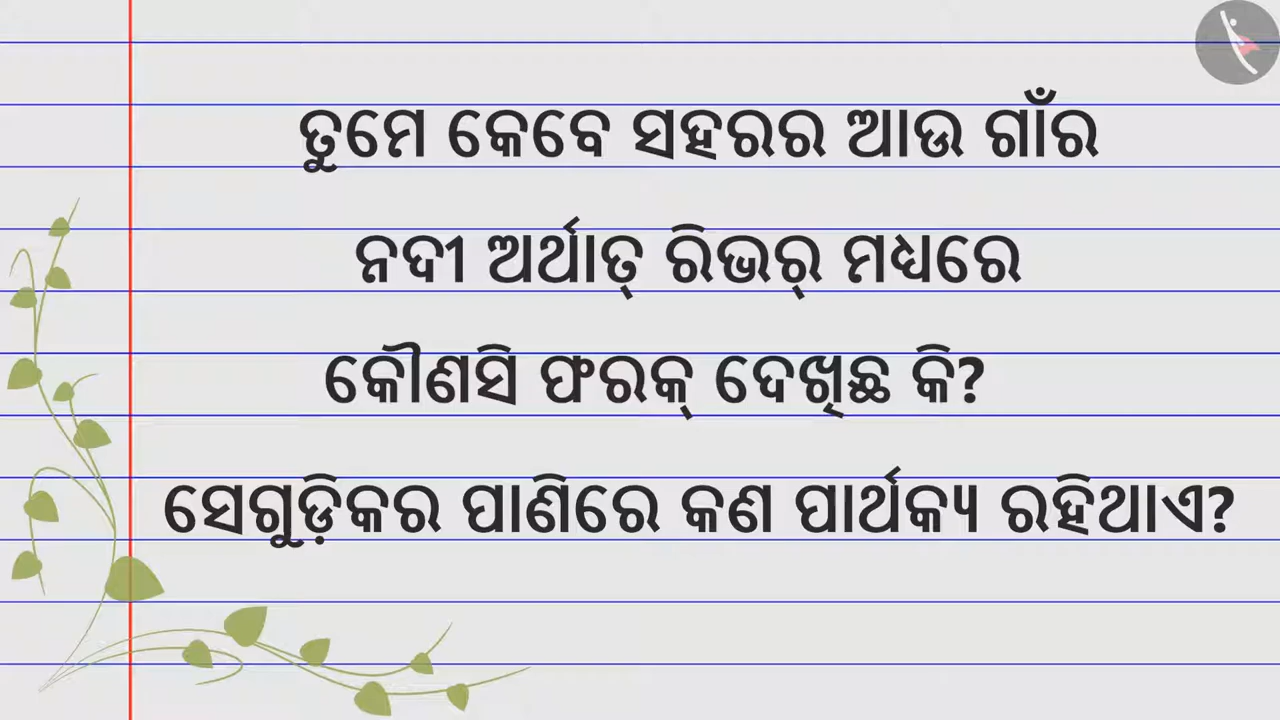 ତୁମେ କେବେ ସହରର ଆଉ ଗାଁର
ନଦୀ ଅର୍ଥାତ୍ ରିଭର୍ ମଧ୍ୟରେ
କୌଣସି ଫରକ୍ ଦେଖିଛ କି?
ସେଗୁଡ଼ିକର ପାଣିରେ କଣ ପାର୍ଥକ୍ୟ ରହିଥାଏ?